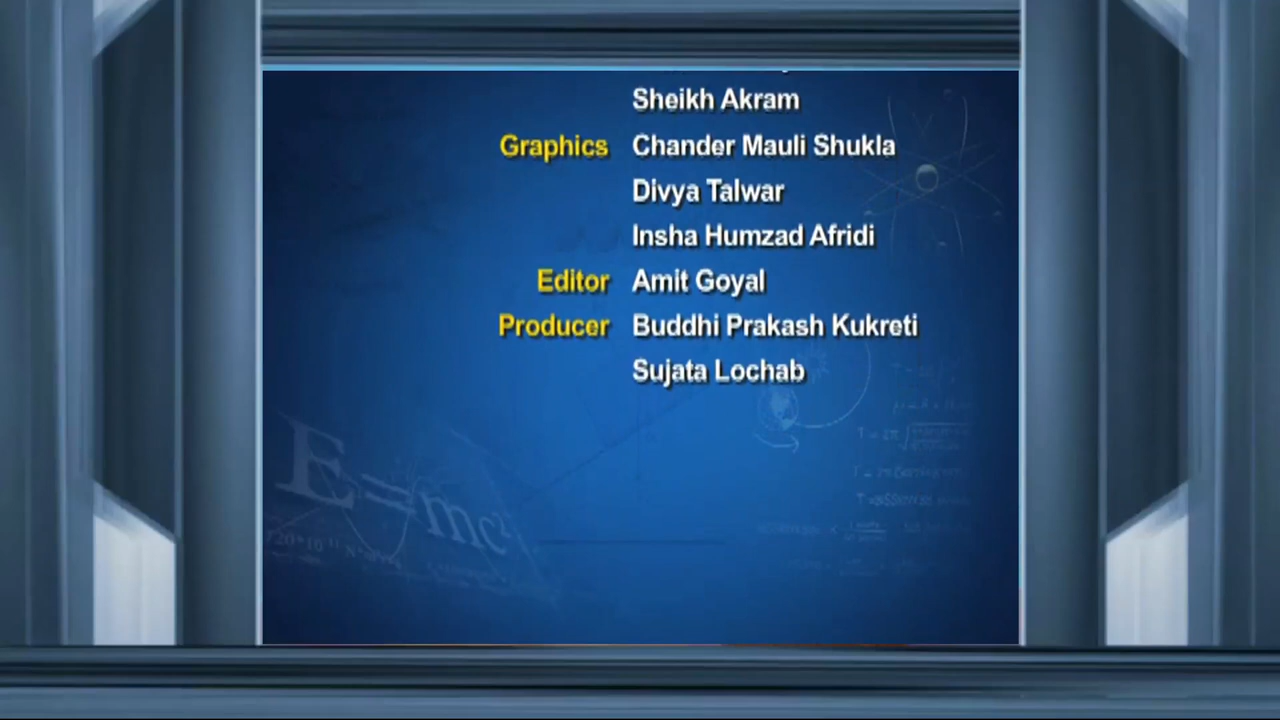 Sheikh Akram
Graphics Chander Mauli Shukla
Divya Talwar
Insha Humzad Afridi
Editor Amit Goyal
Producer Buddhi Prakash Kukreti
Sujata Lochab
E=mc²